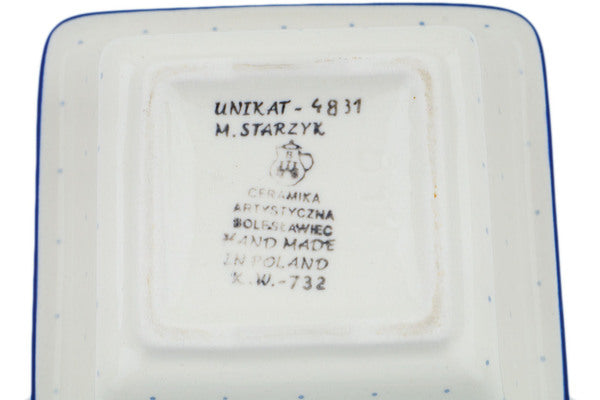 UNIKAT - 4831
M. STARZYK
CERAMIKA
ARTYSTYCZNA
BOLESŁAWIEC
HAND MADE
IN POLAND
K.W.-732